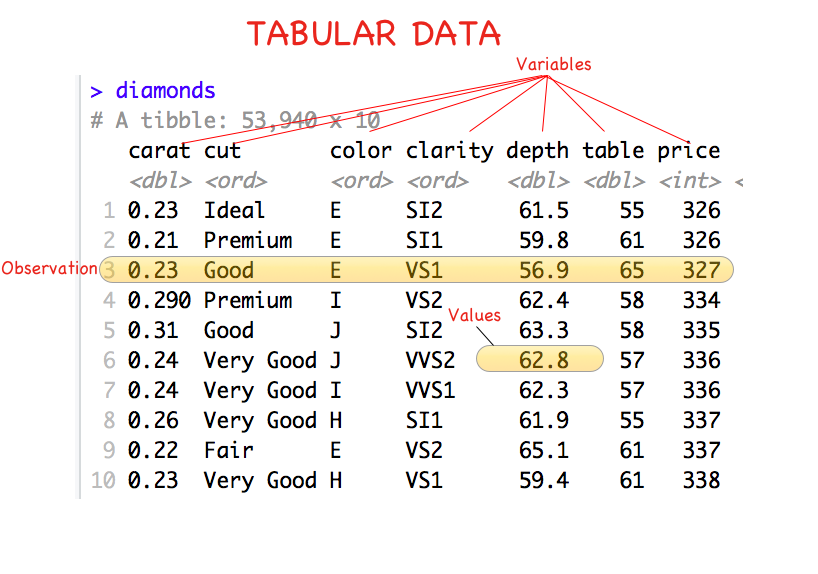 TABULAR DATA
Variables
> diamonds
# A tibble: 53,940 x 10
carat cut color clarity depth table price
<dbl> <ord> <ord> <ord> <dbl> <dbl> <int> <
1 0.23 Ideal E SI2 61.5 55 326
2 0.21 Premium E SI1 59.8 61 326
Observation
3 0.23 Good E VS1 56.9 65 327
4 0.290 Premium I VS2 62.4 58 334
Values
5 0.31 Good J SI2 63.3 58 335
6 0.24 Very Good J VVS2 62.8 57 336
7 0.24 Very Good I VVS1 62.3 57 336
8 0.26 Very Good H SI1 61.9 55 337
9 0.22 Fair E VS2 65.1 61 337
10 0.23 Very Good H VS1 59.4 61 338